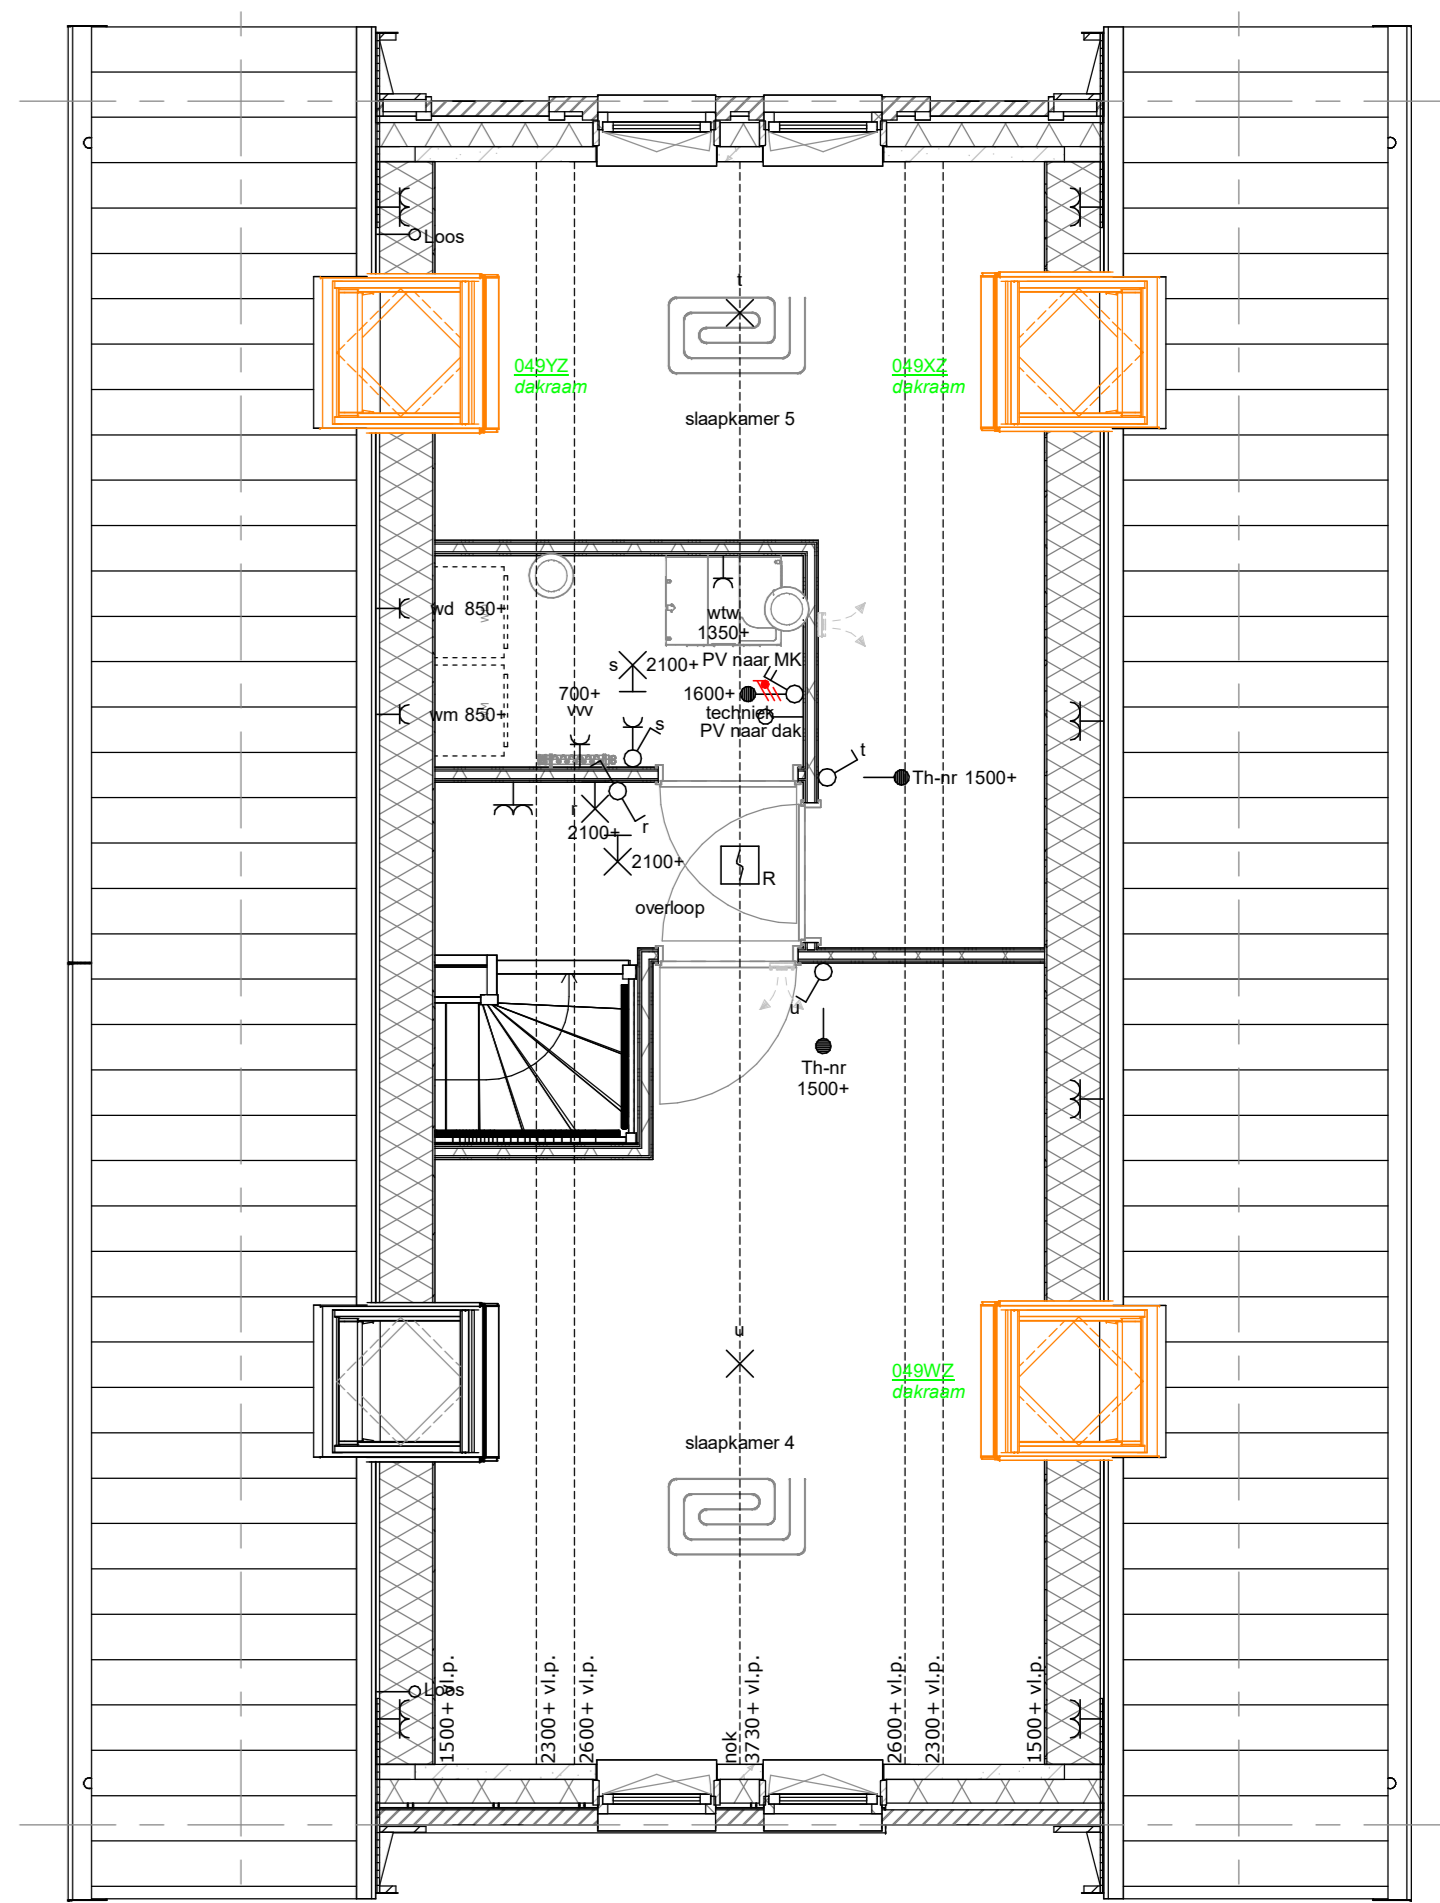 Loos
t
049YZ
dakraam
049XZ
dakraam
slaapkamer 5
wd 850+
wtw
1350+
s
2100+
PV naar MK
700+
vvv
1600+
techniek
PV naar dak
wm 850+
s
t
Th-nr 1500+
r
r
2100+
2100+
R
overloop
u
Th-nr
1500+
u
049WZ
dakraam
slaapkamer 4
Loos
1500+ vl.p.
2300+ vl.p.
2600+ vl.p.
nok
3730+ vl.p.
2600+ vl.p.
2300+ vl.p.
1500+ vl.p.